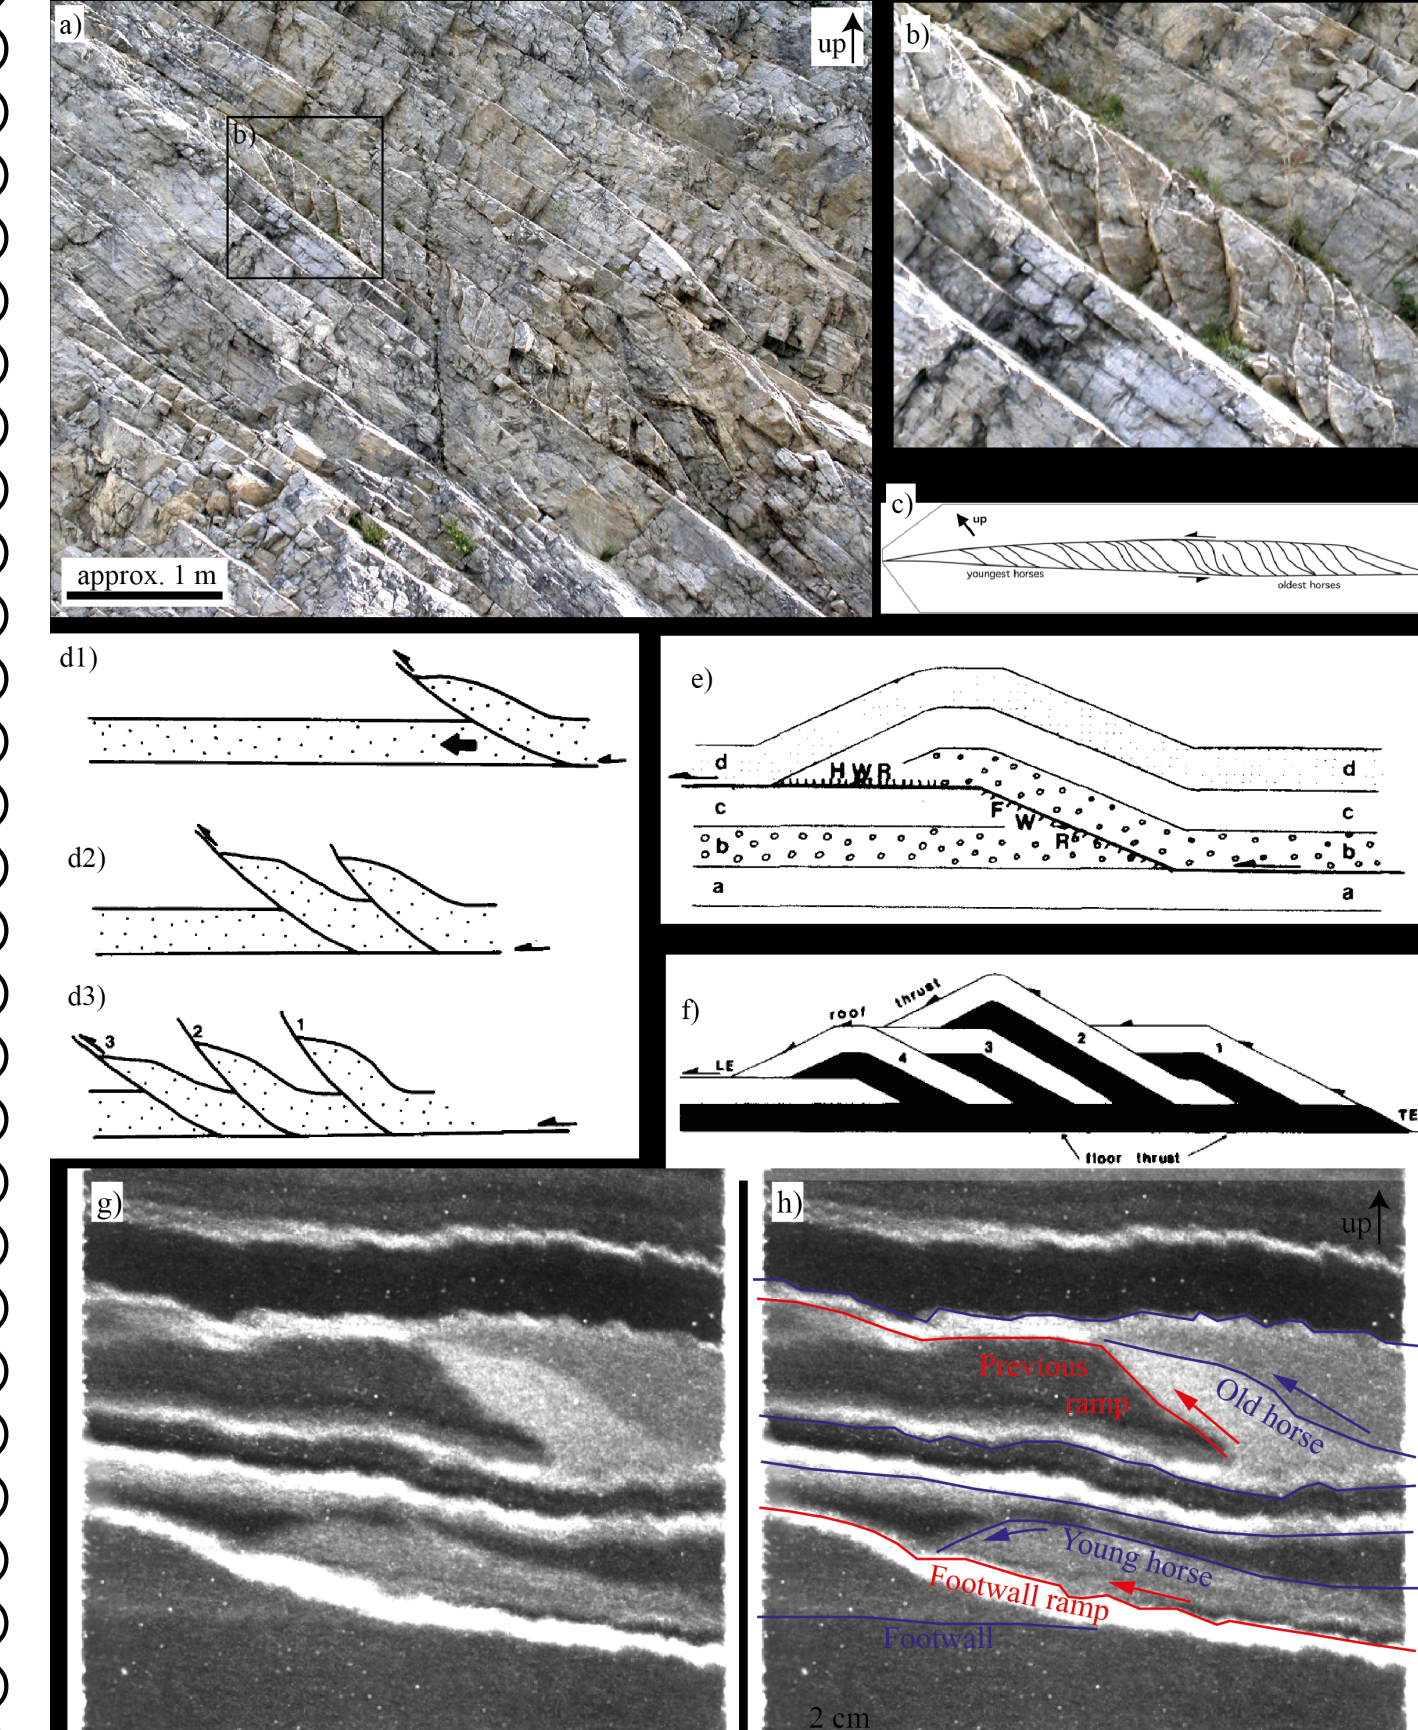 a)
up
b)
approx. 1 m
b)
c)
up
youngest horses
oldest horses
d1)
d2)
d3)
3
2
1
e)
d
H W R
d
c
F W R
c
b
b
a
a
f)
roof thrust
LE
4
3
2
1
TE
floor thrust
g)
h)
up
Previous
ramp
Old horse
Young horse
Footwall ramp
Footwall
2 cm